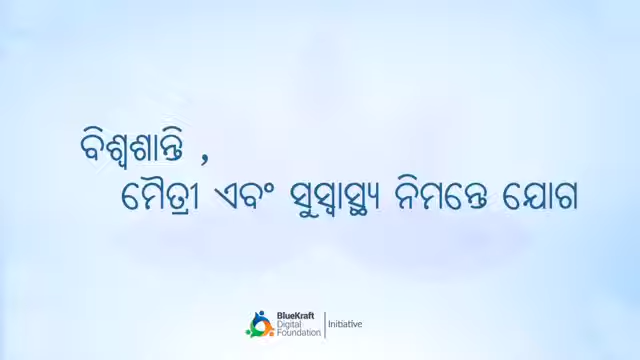 ବିଶ୍ୱଶାନ୍ତି ,
ମୈତ୍ରୀ ଏବଂ ସୁସ୍ୱାସ୍ଥ୍ୟ ନିମନ୍ତେ ଯୋଗ
BlueKraft
Digital
Foundation
Initiative